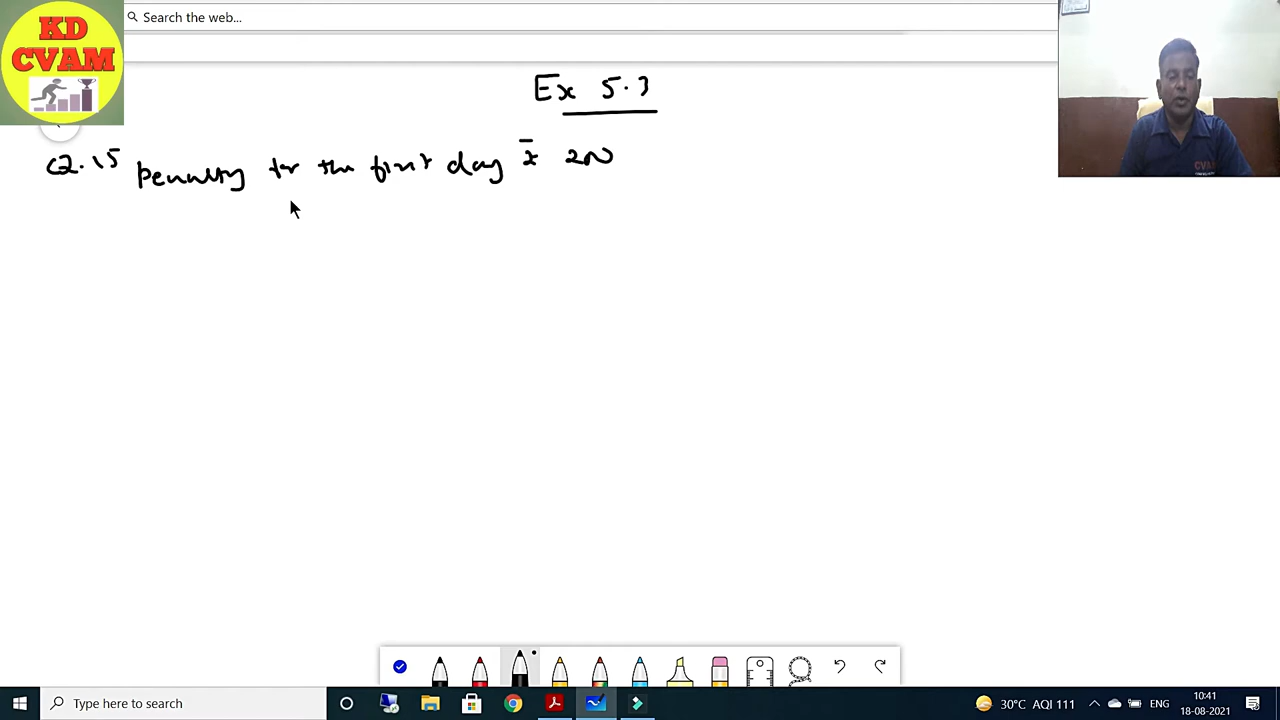 KD
CVAM
Search the web...
Ex 5.3
Q.15 Penalty for the first day ₹ 200
Type here to search
30°C AQI 111
ENG
10:41
18-08-2021